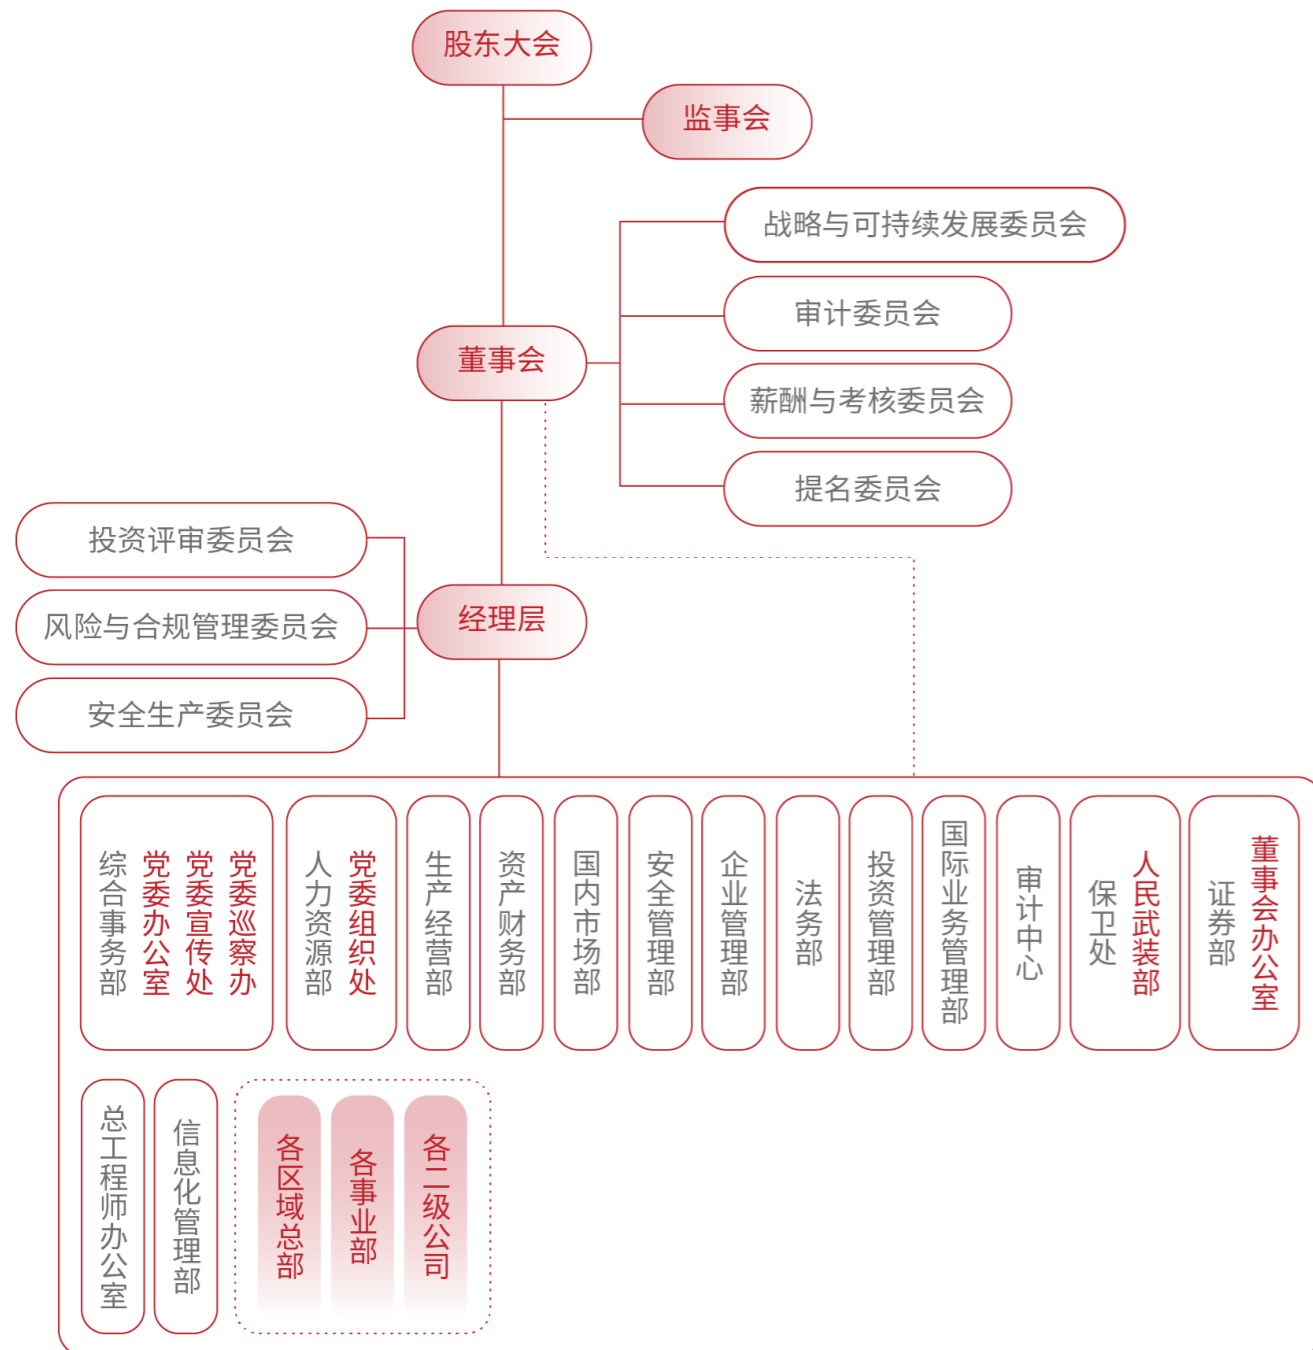 股东大会
监事会
战略与可持续发展委员会
审计委员会
董事会
薪酬与考核委员会
提名委员会
投资评审委员会
风险与合规管理委员会
经理层
安全生产委员会
综合事务部
党委办公室
党委宣传处
党委巡察办
人力资源部
党委组织处
生产经营部
资产财务部
国内市场部
安全管理部
企业管理部
法务部
投资管理部
国际业务管理部
审计中心
保卫处
人民武装部
证券部
董事会办公室
总工程师办公室
信息化管理部
各区域总部
各事业部
各二级公司